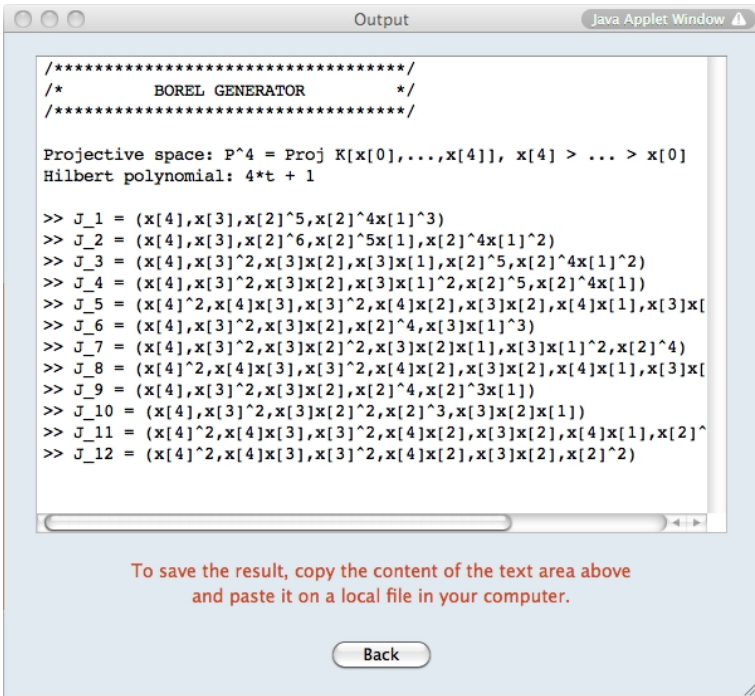 Output
Java Applet Window
/***********************************/
/* BOREL GENERATOR */
/***********************************/
Projective space: P^4 = Proj K[x[0],...,x[4]], x[4] > ... > x[0]
Hilbert polynomial: 4*t + 1
>> J_1 = (x[4],x[3],x[2]^5,x[2]^4x[1]^3)
>> J_2 = (x[4],x[3],x[2]^6,x[2]^5x[1],x[2]^4x[1]^2)
>> J_3 = (x[4],x[3]^2,x[3]x[2],x[3]x[1],x[2]^5,x[2]^4x[1]^2)
>> J_4 = (x[4],x[3]^2,x[3]x[2],x[3]x[1]^2,x[2]^5,x[2]^4x[1])
>> J_5 = (x[4]^2,x[4]x[3],x[3]^2,x[4]x[2],x[3]x[2],x[4]x[1],x[3]x[
>> J_6 = (x[4],x[3]^2,x[3]x[2],x[2]^4,x[3]x[1]^3)
>> J_7 = (x[4],x[3]^2,x[3]x[2]^2,x[3]x[2]x[1],x[3]x[1]^2,x[2]^4)
>> J_8 = (x[4]^2,x[4]x[3],x[3]^2,x[4]x[2],x[3]x[2],x[4]x[1],x[3]x[
>> J_9 = (x[4],x[3]^2,x[3]x[2],x[2]^4,x[2]^3x[1])
>> J_10 = (x[4],x[3]^2,x[3]x[2]^2,x[2]^3,x[3]x[2]x[1])
>> J_11 = (x[4]^2,x[4]x[3],x[3]^2,x[4]x[2],x[3]x[2],x[4]x[1],x[2]^
>> J_12 = (x[4]^2,x[4]x[3],x[3]^2,x[4]x[2],x[3]x[2],x[2]^2)
To save the result, copy the content of the text area above
and paste it on a local file in your computer.
Back